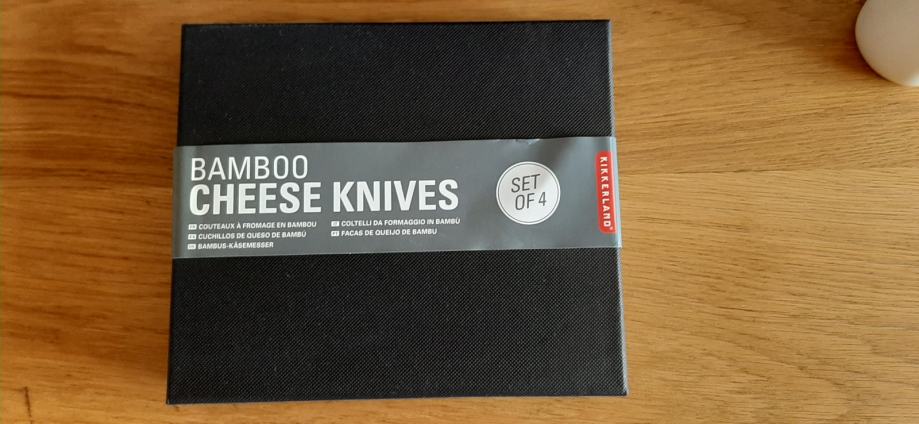 BAMBOO
CHEESE KNIVES
SET
OF 4
KIKKERLAND®
FR COUTEAUX À FROMAGE EN BAMBOU
ES CUCHILLOS DE QUESO DE BAMBÚ
DE BAMBUS-KÄSEMESSER
IT COLTELLI DA FORMAGGIO IN BAMBÙ
PT FACAS DE QUEIJO DE BAMBU